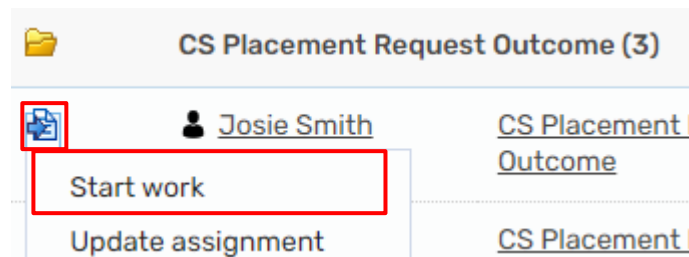 CS Placement Request Outcome (3)
Josie Smith
CS Placement
Outcome
Start work
Update assignment
CS Placement